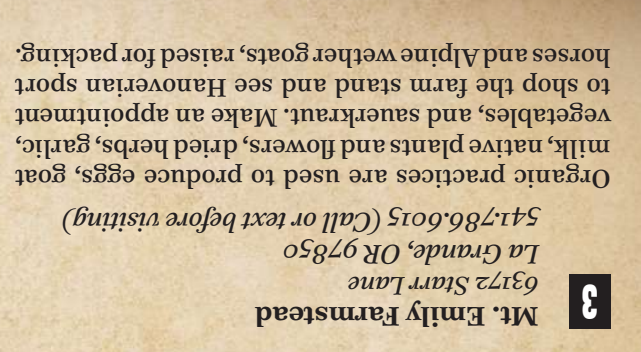 3
Mt. Emily Farmstead
63172 Starr Lane
La Grande, OR 97850
541.786.6015 (Call or text before visiting)
Organic practices are used to produce eggs, goat
milk, native plants and flowers, dried herbs, garlic,
vegetables, and sauerkraut. Make an appointment
to shop the farm stand and see Hanoverian sport
horses and Alpine wether goats, raised for packing.